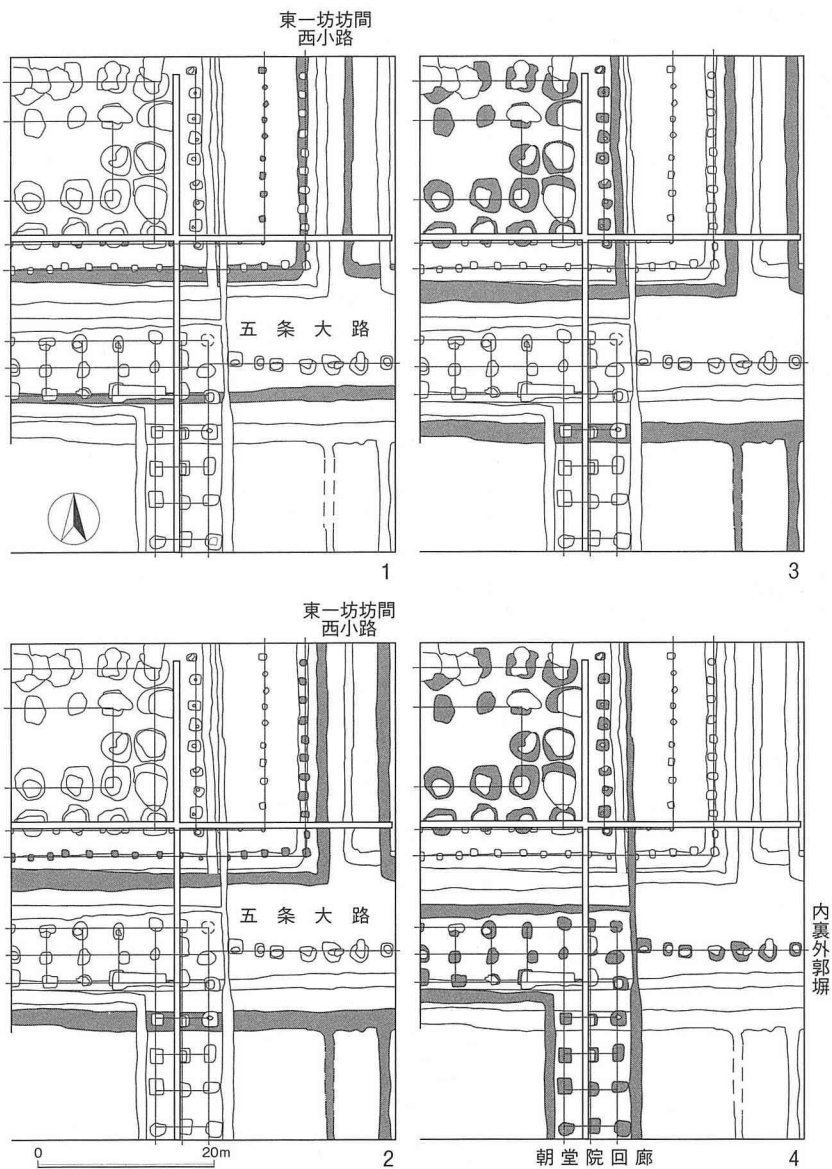 東一坊坊間
西小路
五条大路
1
3
東一坊坊間
西小路
五条大路
内裏外郭塀
0 20m
2
朝堂院回廊
4